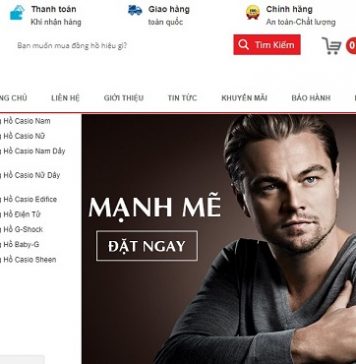 Thanh toán
Khi nhận hàng
Giao hàng
toàn quốc
Chính hãng
An toàn-Chất lượng
Bạn muốn mua đồng hồ hiệu gì?
Tìm Kiếm
0
NG CHỦ LIÊN HỆ GIỚI THIỆU TIN TỨC KHUYẾN MÃI BẢO HÀNH
g Hồ Casio Nam
g Hồ Casio Nữ
g Hồ Casio Nam Dây
g Hồ Casio Nữ Dây
g Hồ Casio Edifice
g Hồ Điện Tử
g Hồ G-Shock
g Hồ Baby-G
g Hồ Casio Sheen
MẠNH MẼ
ĐẶT NGAY